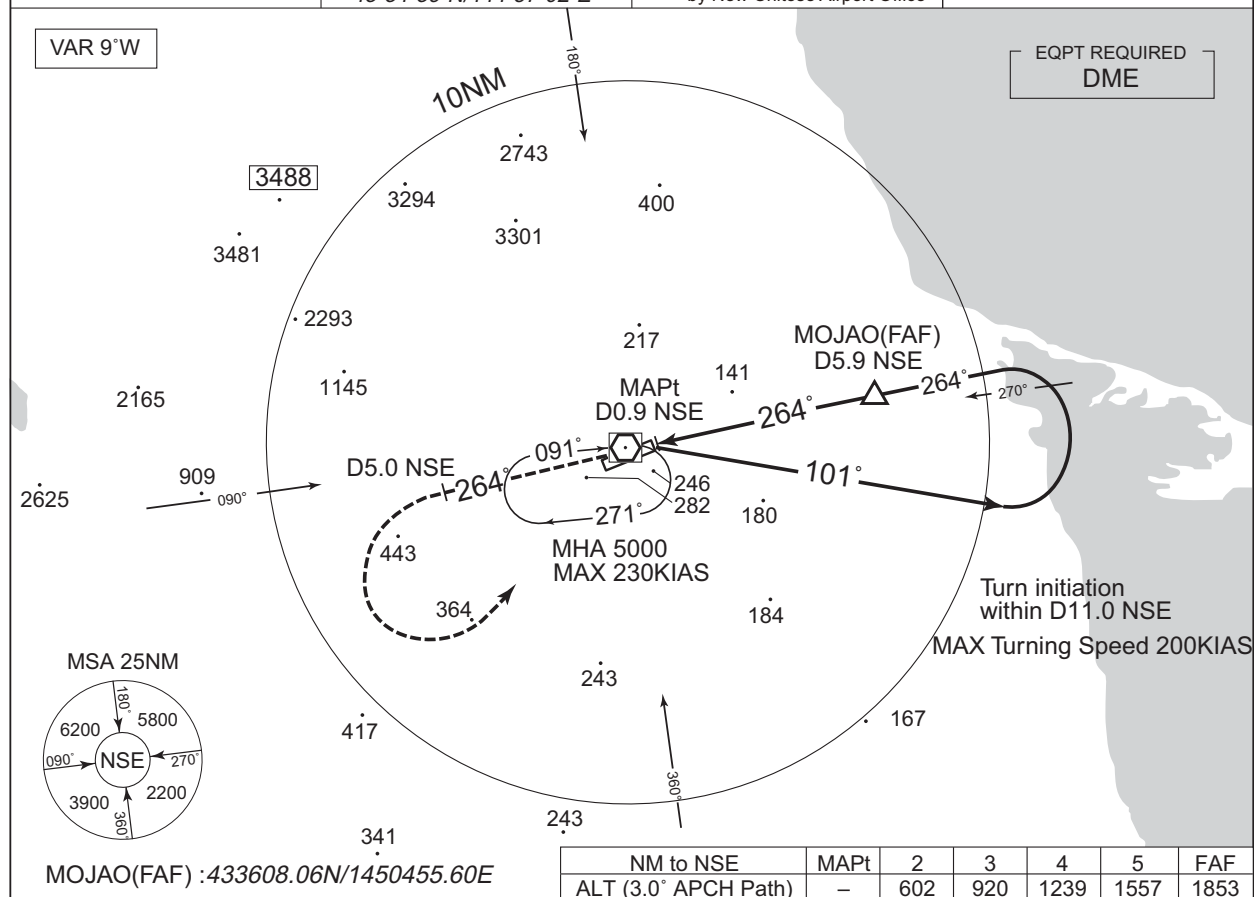 VAR 9˚W
EQPT REQUIRED
DME
180˚
10NM
2743
3488
3294
400
3301
3481
2293
217
MOJAO(FAF)
D5.9 NSE
141
1145
2165
MAPt
D0.9 NSE
264˚
270˚
264˚
091˚
D5.0 NSE
264˚
101˚
909
2625
090˚
246
282
180
271˚
MHA 5000
MAX 230KIAS
443
364
184
Turn initiation
within D11.0 NSE
MAX Turning Speed 200KIAS
MSA 25NM
180˚
6200
5800
090˚
NSE
270˚
3900
2200
360˚
243
417
167
360˚
243
341
MOJAO(FAF) :433608.06N/1450455.60E
NM to NSE MAPt 2 3 4 5 FAF
ALT (3.0˚ APCH Path) – 602 920 1239 1557 1853